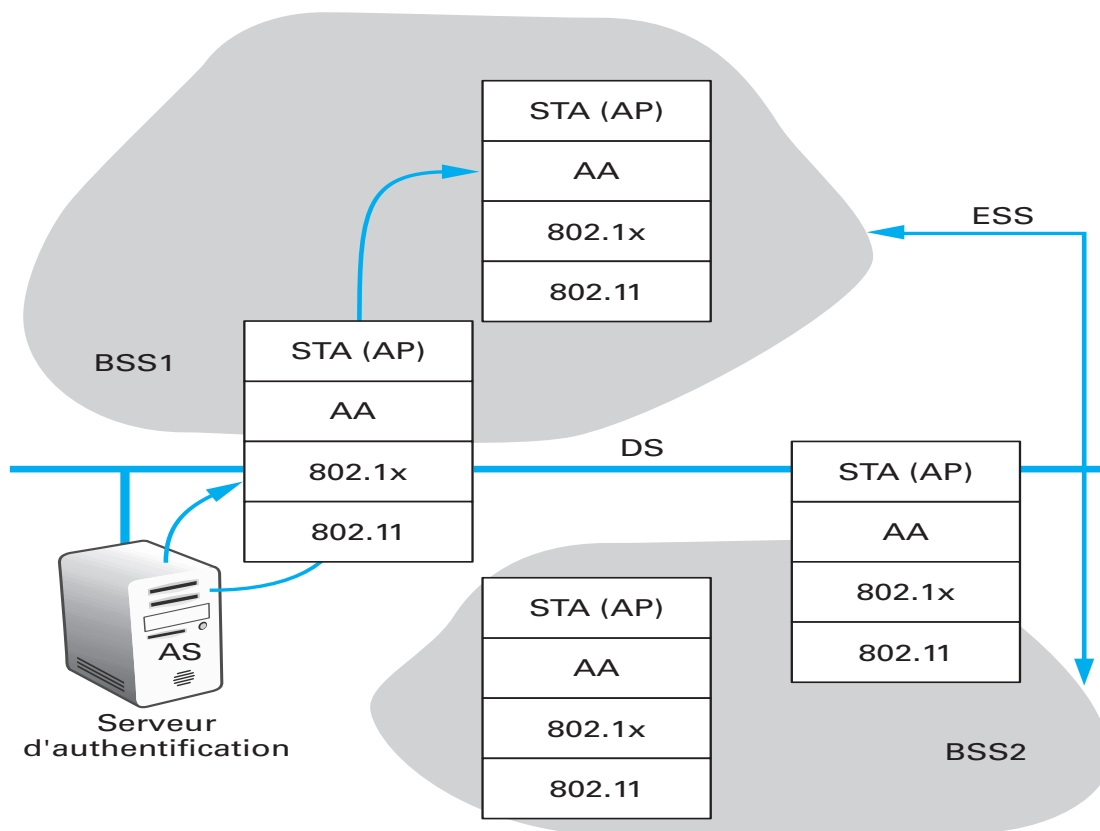 STA (AP)
AA
802.1x
802.11
ESS
BSS1
STA (AP)
AA
802.1x
802.11
DS
STA (AP)
AA
802.1x
802.11
AS
Serveur
d'authentification
STA (AP)
AA
802.1x
802.11
BSS2